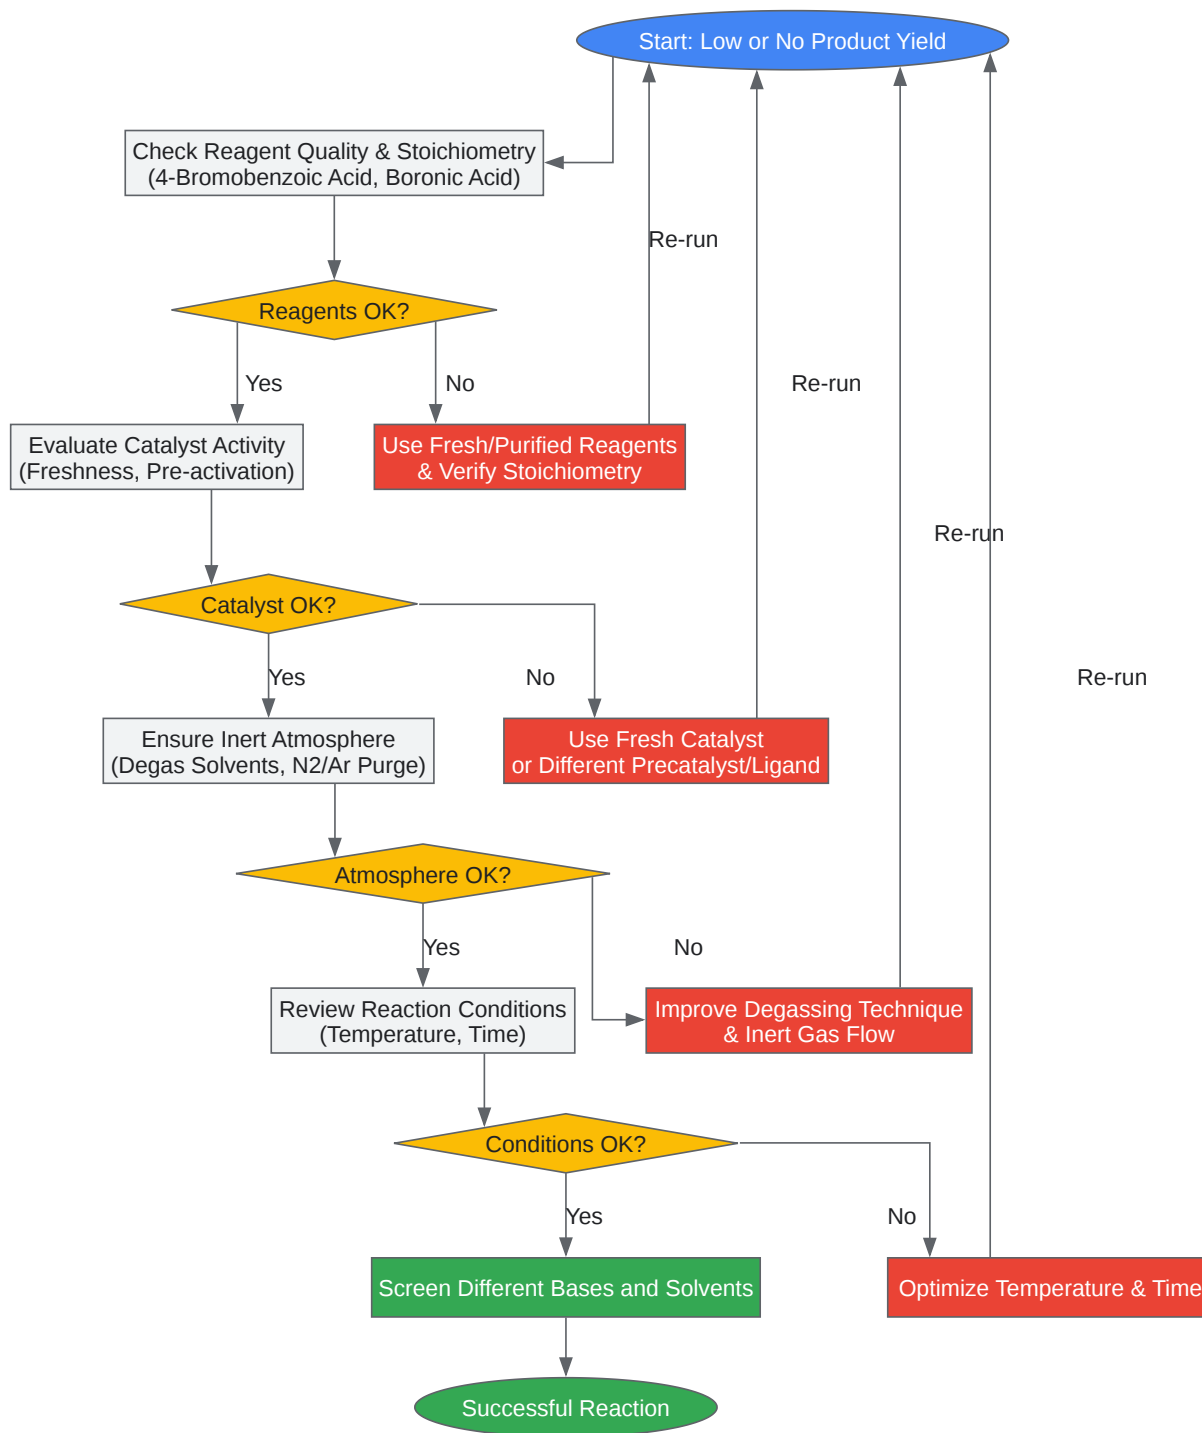 Start: Low or No Product Yield
Check Reagent Quality & Stoichiometry
(4-Bromobenzoic Acid, Boronic Acid)
Re-run
Reagents OK?
Yes
No
Re-run
Evaluate Catalyst Activity
(Freshness, Pre-activation)
Use Fresh/Purified Reagents
& Verify Stoichiometry
Re-run
Catalyst OK?
Yes
No
Re-run
Ensure Inert Atmosphere
(Degas Solvents, N2/Ar Purge)
Use Fresh Catalyst
or Different Precatalyst/Ligand
Atmosphere OK?
Yes
No
Review Reaction Conditions
(Temperature, Time)
Improve Degassing Technique
& Inert Gas Flow
Conditions OK?
Yes
No
Screen Different Bases and Solvents
Optimize Temperature & Time
Successful Reaction